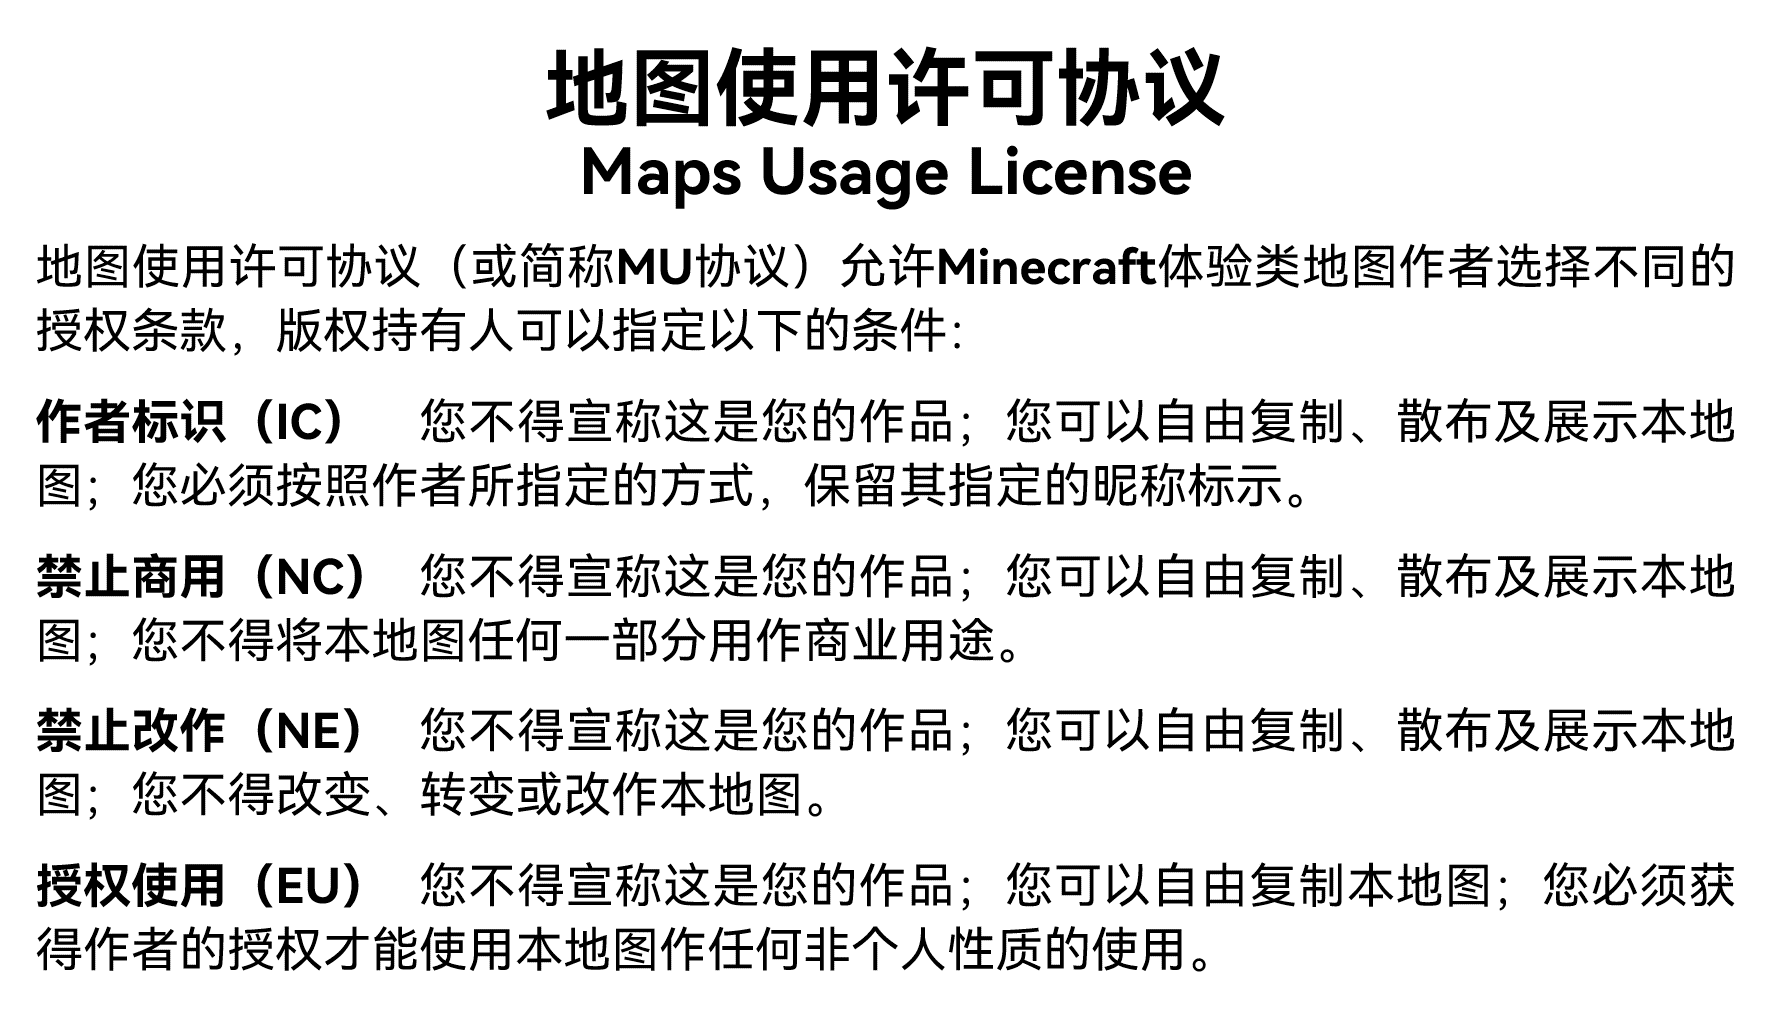 地图使用许可协议
Maps Usage License
地图使用许可协议（或简称MU协议）允许Minecraft体验类地图作者选择不同的
授权条款，版权持有人可以指定以下的条件：
作者标识（IC）　您不得宣称这是您的作品；您可以自由复制、散布及展示本地
图；您必须按照作者所指定的方式，保留其指定的昵称标示。
禁止商用（NC）　您不得宣称这是您的作品；您可以自由复制、散布及展示本地
图；您不得将本地图任何一部分用作商业用途。
禁止改作（NE）　您不得宣称这是您的作品；您可以自由复制、散布及展示本地
图；您不得改变、转变或改作本地图。
授权使用（EU）　您不得宣称这是您的作品；您可以自由复制本地图；您必须获
得作者的授权才能使用本地图作任何非个人性质的使用。